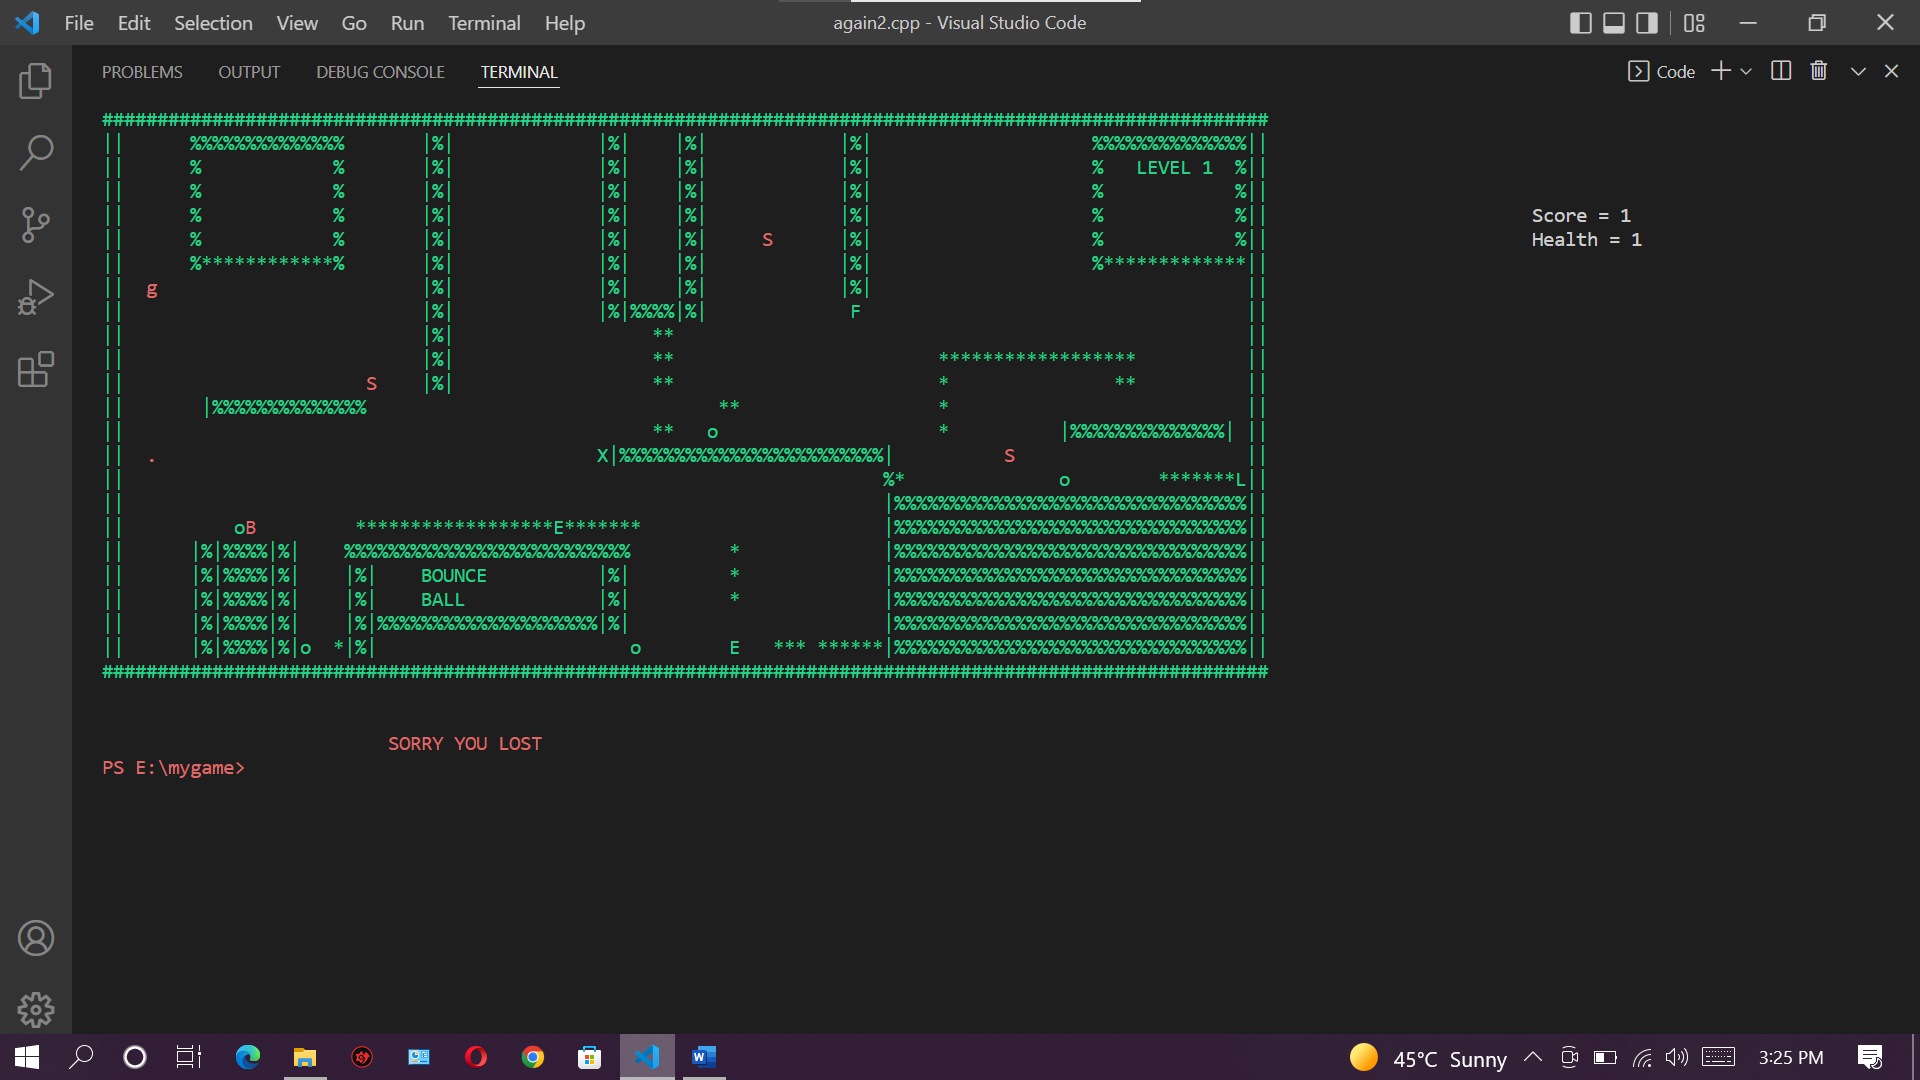 File Edit Selection View Go Run Terminal Help
again2.cpp - Visual Studio Code
PROBLEMS OUTPUT DEBUG CONSOLE TERMINAL
Code
##########################################################################################################
||      %%%%%%%%%%%%%%       |%|             |%|    |%|            |%|                    %%%%%%%%%%%%%%||
||      %            %       |%|             |%|    |%|            |%|                    %   LEVEL 1  %||
||      %            %       |%|             |%|    |%|            |%|                    %            %||
||      %            %       |%|             |%|    |%|            |%|                    %            %||
Score = 1
||      %            %       |%|             |%|    |%|     S      |%|                    %            %||
Health = 1
||      %************%       |%|             |%|    |%|            |%|                    %*************||
||  g                        |%|             |%|    |%|            |%|                                  ||
||                           |%|             |%|%%%%|%|             F                                   ||
||                           |%|                  **                                                    ||
||                           |%|                  **                        ******************          ||
||                      S    |%|                  **                        *               **          ||
||       |%%%%%%%%%%%%%%                                **                  *                           ||
||                                                **   o                    *          |%%%%%%%%%%%%%%| ||
||  .                                        X|%%%%%%%%%%%%%%%%%%%%%%%%|          S                     ||
||                                                                     %*              o        *******L||
||                                                                     |%%%%%%%%%%%%%%%%%%%%%%%%%%%%%%%%||
||          oB         ******************E*******                      |%%%%%%%%%%%%%%%%%%%%%%%%%%%%%%%%||
||      |%|%%%%|%|    %%%%%%%%%%%%%%%%%%%%%%%%%%         *             |%%%%%%%%%%%%%%%%%%%%%%%%%%%%%%%%||
||      |%|%%%%|%|    |%|    BOUNCE          |%|         *             |%%%%%%%%%%%%%%%%%%%%%%%%%%%%%%%%||
||      |%|%%%%|%|    |%|    BALL            |%|         *             |%%%%%%%%%%%%%%%%%%%%%%%%%%%%%%%%||
||      |%|%%%%|%|    |%|%%%%%%%%%%%%%%%%%%%%|%|                       |%%%%%%%%%%%%%%%%%%%%%%%%%%%%%%%%||
||      |%|%%%%|%|o  *|%|                       o        E   *** ******|%%%%%%%%%%%%%%%%%%%%%%%%%%%%%%%%||
##########################################################################################################
SORRY YOU LOST
PS E:\mygame>
45°C Sunny
3:25 PM